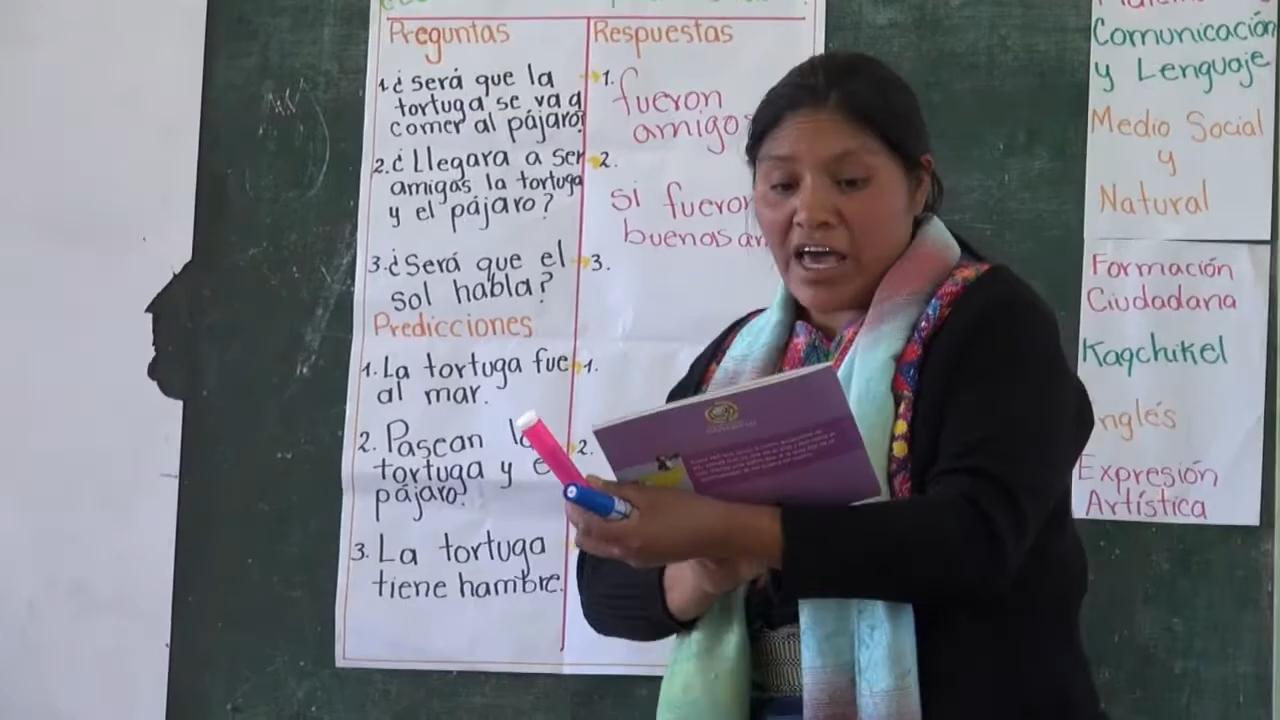 Preguntas
1.¿será que la
tortuga se va a
comer al pájaro?
2.¿Llegara a ser
amigas la tortuga
y el pájaro?
3.¿Será que el
sol habla?
Predicciones
1.La tortuga fue
al mar.
2. Pasean
tortuga y
pájaro.
3. La tortuga
tiene hambre.
Respuestas
1.
fueron
amigos
2.
si fueron
buenas
3.
1.
2.
Comunicación
y Lenguaje
Medio Social
y
Natural
Formación
Ciudadana
Kaqchikel
Inglés
Expresión
Artística